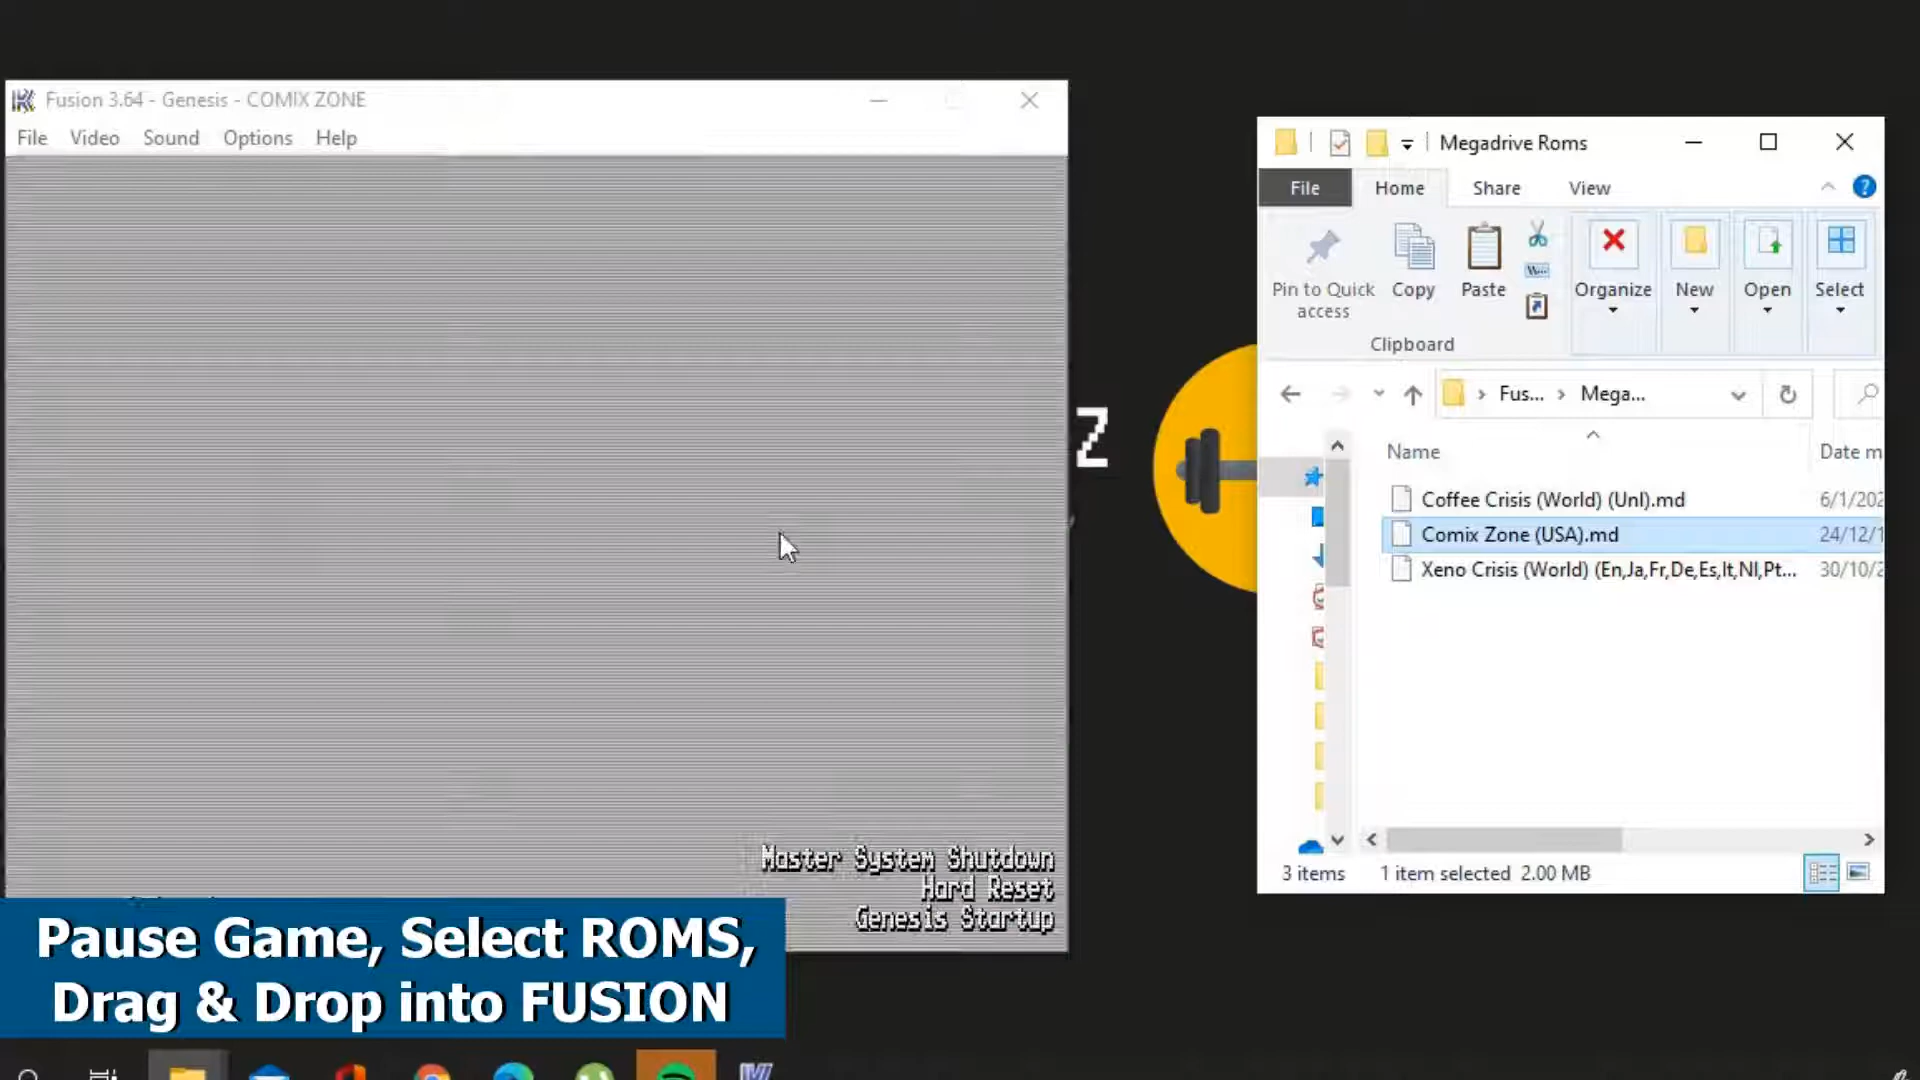 Fusion 3.64 - Genesis - COMIX ZONE
File Video Sound Options Help
Master System Shutdown
Hard Reset
Genesis Startup
Pause Game, Select ROMS,
Drag & Drop into FUSION
Z
Megadrive Roms
File Home Share View
Pin to Quick access
Copy
Paste
Organize
New
Open
Select
Clipboard
Fus... Mega...
Name Date m
Coffee Crisis (World) (Unl).md 6/1/202
Comix Zone (USA).md 24/12/1
Xeno Crisis (World) (En,Ja,Fr,De,Es,It,Nl,Pt... 30/10/2
3 items 1 item selected 2.00 MB